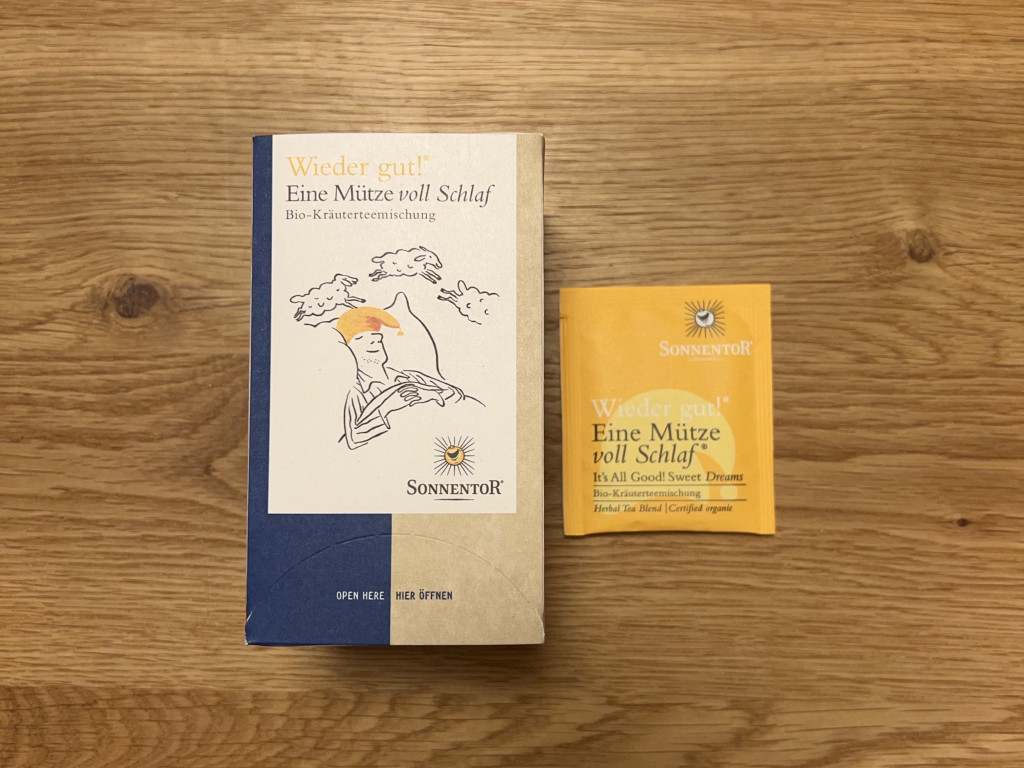 Wieder gut!®
Eine Mütze voll Schlaf
Bio-Kräuterteemischung
SONNENTOR®
OPEN HERE HIER ÖFFNEN
SONNENTOR®
Wieder gut!®
Eine Mütze
voll Schlaf®
It's All Good! Sweet Dreams
Bio-Kräuterteemischung
Herbal Tea Blend | Certified organic